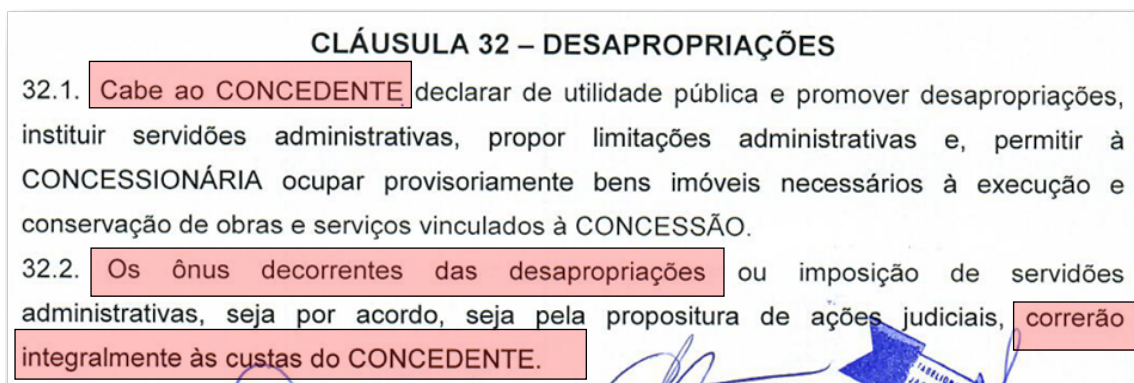 CLÁUSULA 32 – DESAPROPRIAÇÕES
32.1. Cabe ao CONCEDENTE declarar de utilidade pública e promover desapropriações,
instituir servidões administrativas, propor limitações administrativas e, permitir à
CONCESSIONÁRIA ocupar provisoriamente bens imóveis necessários à execução e
conservação de obras e serviços vinculados à CONCESSÃO.
32.2. Os ônus decorrentes das desapropriações ou imposição de servidões
administrativas, seja por acordo, seja pela propositura de ações judiciais, correrão
integralmente às custas do CONCEDENTE.